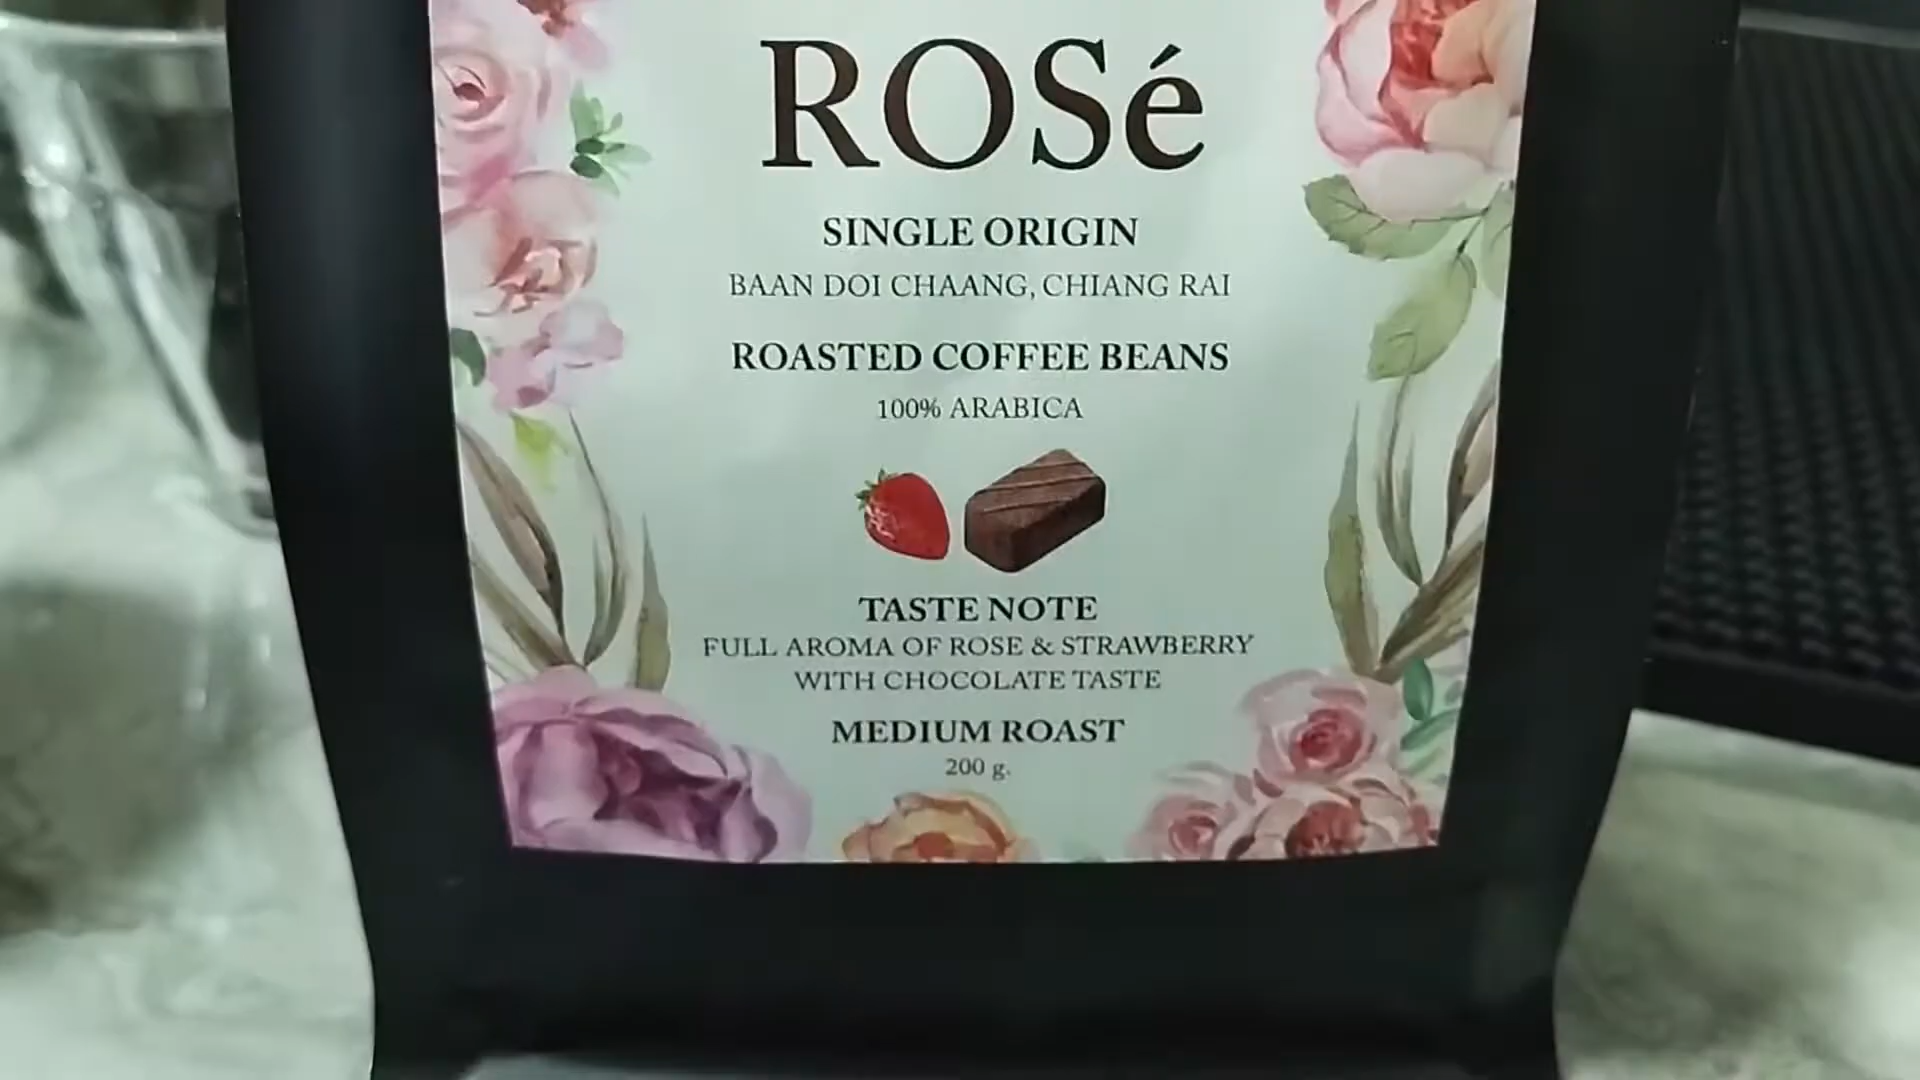 ROSé
SINGLE ORIGIN
BAAN DOI CHAANG, CHIANG RAI
ROASTED COFFEE BEANS
100% ARABICA
TASTE NOTE
FULL AROMA OF ROSE & STRAWBERRY
WITH CHOCOLATE TASTE
MEDIUM ROAST
200 g.